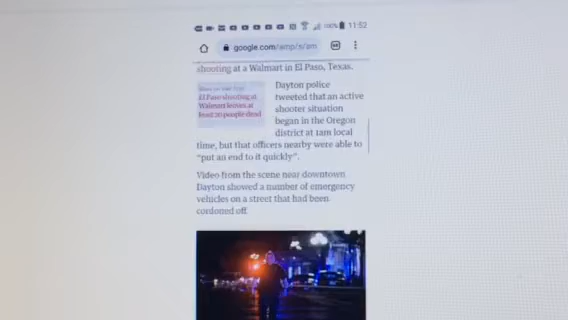 100% 11:52
google.com/amp/s/am
shooting at a Walmart in El Paso, Texas.
El Paso shooting at
Walmart leaves at
least 20 people dead
Dayton police
tweeted that an active
shooter situation
began in the Oregon
district at 1am local
time, but that officers nearby were able to
“put an end to it quickly”.
Video from the scene near downtown
Dayton showed a number of emergency
vehicles on a street that had been
cordoned off.